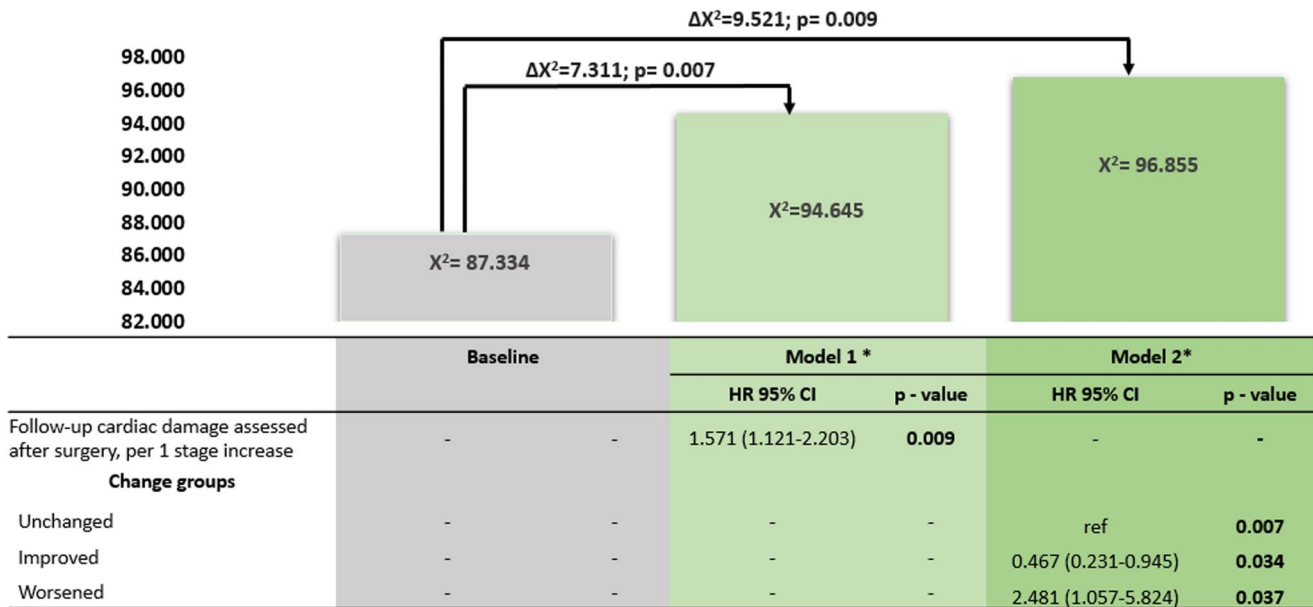 ΔX²=9.521; p= 0.009
ΔX²=7.311; p= 0.007
98.000
96.000
94.000
92.000
90.000
88.000
86.000
84.000
82.000
X²= 87.334
X²=94.645
X²= 96.855
Baseline Model 1 * Model 2*
HR 95% CI p - value HR 95% CI p - value
Follow-up cardiac damage assessed
after surgery, per 1 stage increase - - 1.571 (1.121-2.203) 0.009 - -
Change groups
Unchanged - - - - ref 0.007
Improved - - - - 0.467 (0.231-0.945) 0.034
Worsened - - - - 2.481 (1.057-5.824) 0.037